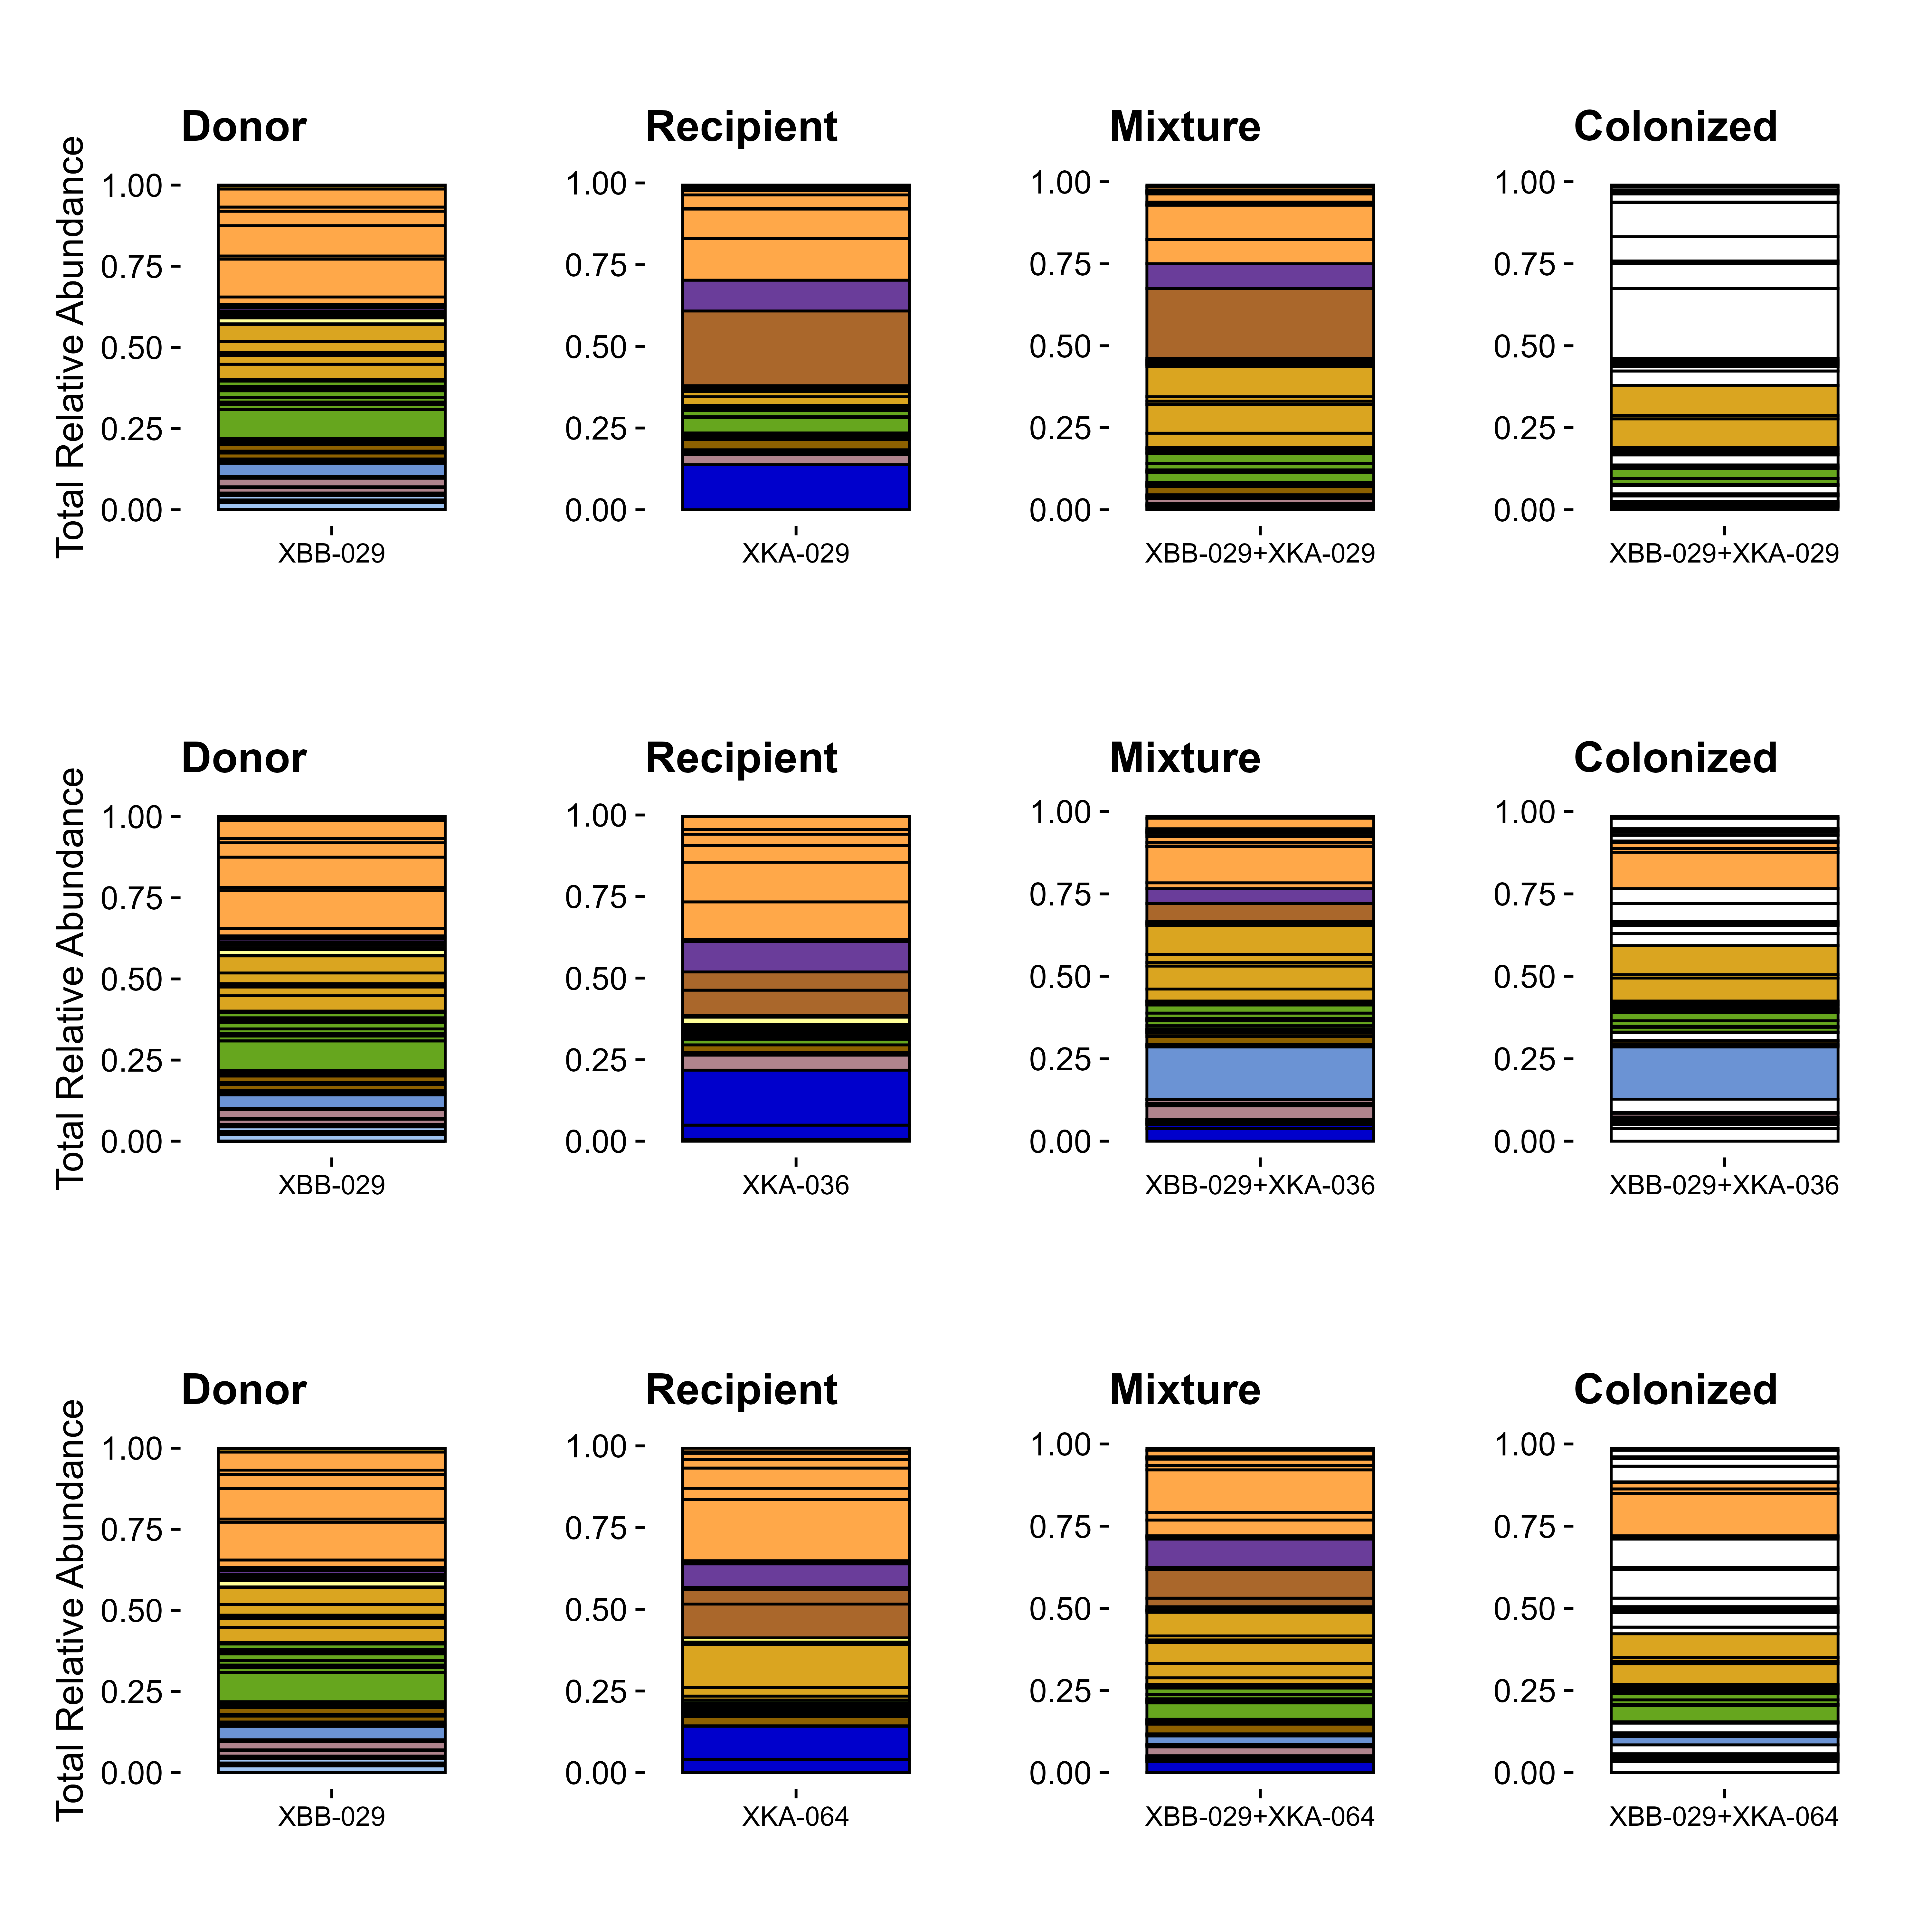 Donor Recipient Mixture Colonized
Total Relative Abundance
1.00 1.00 1.00 1.00
0.75 0.75 0.75 0.75
0.50 0.50 0.50 0.50
0.25 0.25 0.25 0.25
0.00 0.00 0.00 0.00
XBB-029 XKA-029 XBB-029+XKA-029 XBB-029+XKA-029
Donor Recipient Mixture Colonized
Total Relative Abundance
1.00 1.00 1.00 1.00
0.75 0.75 0.75 0.75
0.50 0.50 0.50 0.50
0.25 0.25 0.25 0.25
0.00 0.00 0.00 0.00
XBB-029 XKA-036 XBB-029+XKA-036 XBB-029+XKA-036
Donor Recipient Mixture Colonized
Total Relative Abundance
1.00 1.00 1.00 1.00
0.75 0.75 0.75 0.75
0.50 0.50 0.50 0.50
0.25 0.25 0.25 0.25
0.00 0.00 0.00 0.00
XBB-029 XKA-064 XBB-029+XKA-064 XBB-029+XKA-064